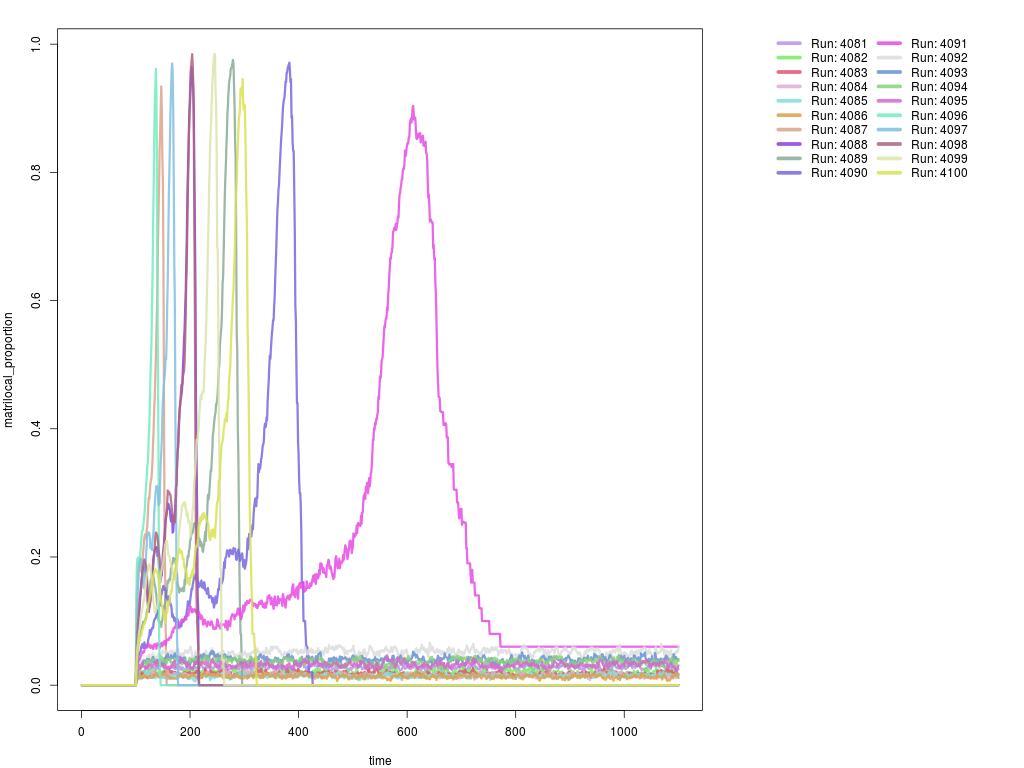 Run: 4081 Run: 4091
Run: 4082 Run: 4092
Run: 4083 Run: 4093
Run: 4084 Run: 4094
Run: 4085 Run: 4095
Run: 4086 Run: 4096
Run: 4087 Run: 4097
Run: 4088 Run: 4098
Run: 4089 Run: 4099
Run: 4090 Run: 4100
1.0
0.8
0.6
0.4
0.2
0.0
matrilocal_proportion
0 200 400 600 800 1000
time